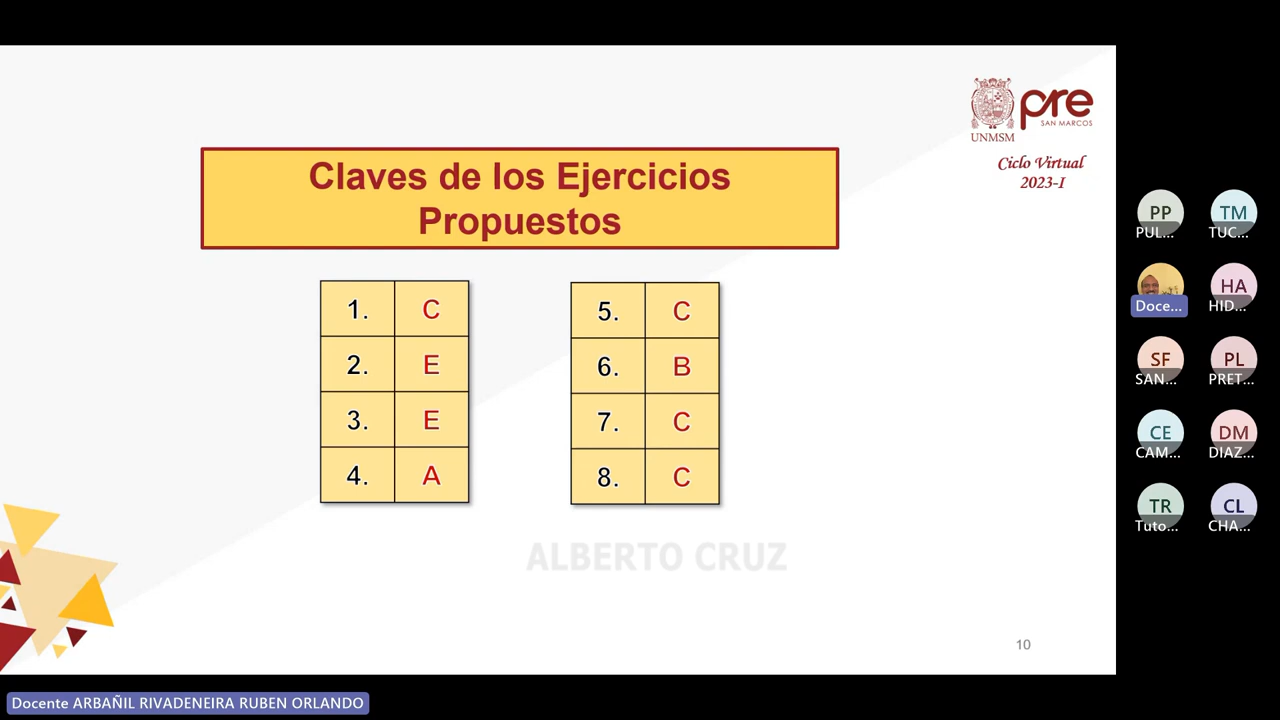 UNMSM
pre
SAN MARCOS
Ciclo Virtual
2023-I
Claves de los Ejercicios
Propuestos
1. C
2. E
3. E
4. A
5. C
6. B
7. C
8. C
ALBERTO CRUZ
10
PP
PUL...
TM
TUC...
Doce...
HA
HID...
SF
SAN...
PL
PRET...
CE
CAM...
DM
DIAZ...
TR
Tuto...
CL
CHA...
Docente ARBAÑIL RIVADENEIRA RUBEN ORLANDO